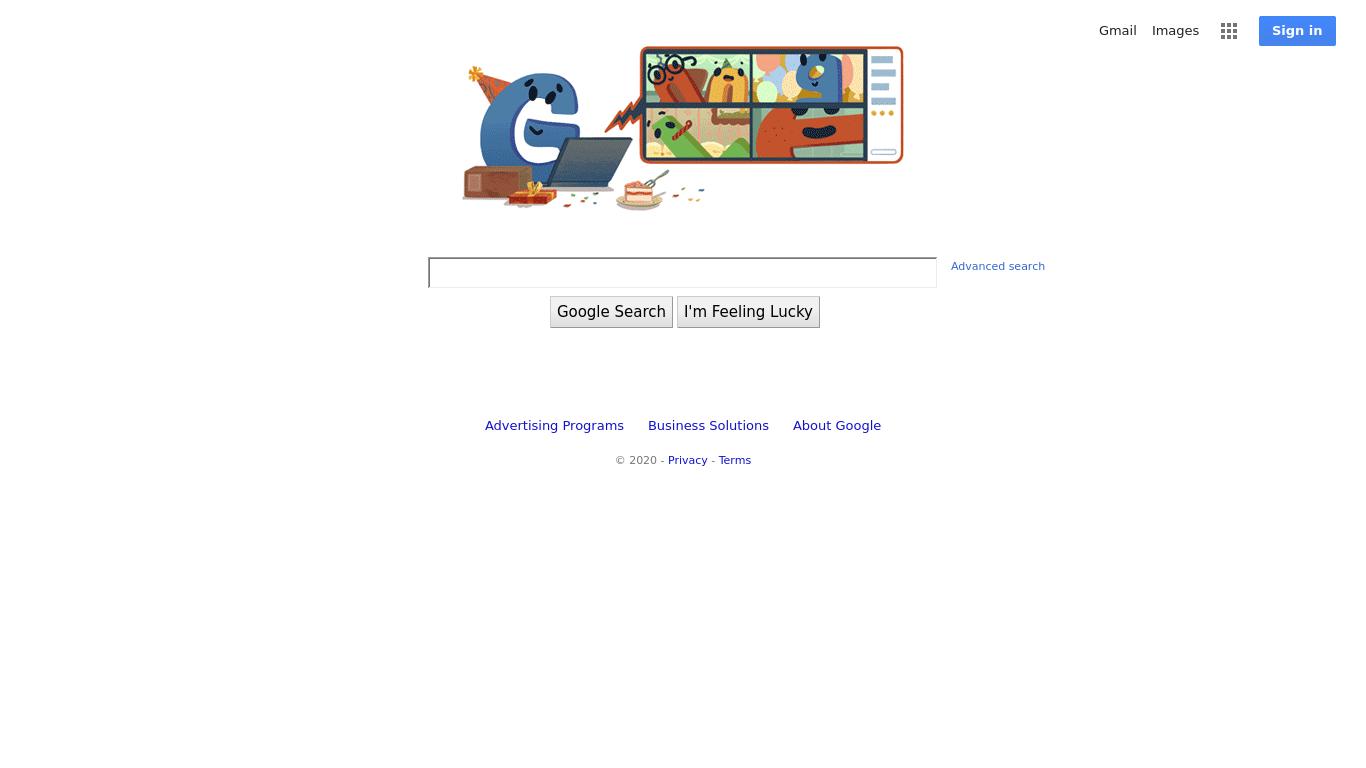 Gmail Images Sign in
Advanced search
Google Search I'm Feeling Lucky
Advertising Programs Business Solutions About Google
© 2020 - Privacy - Terms